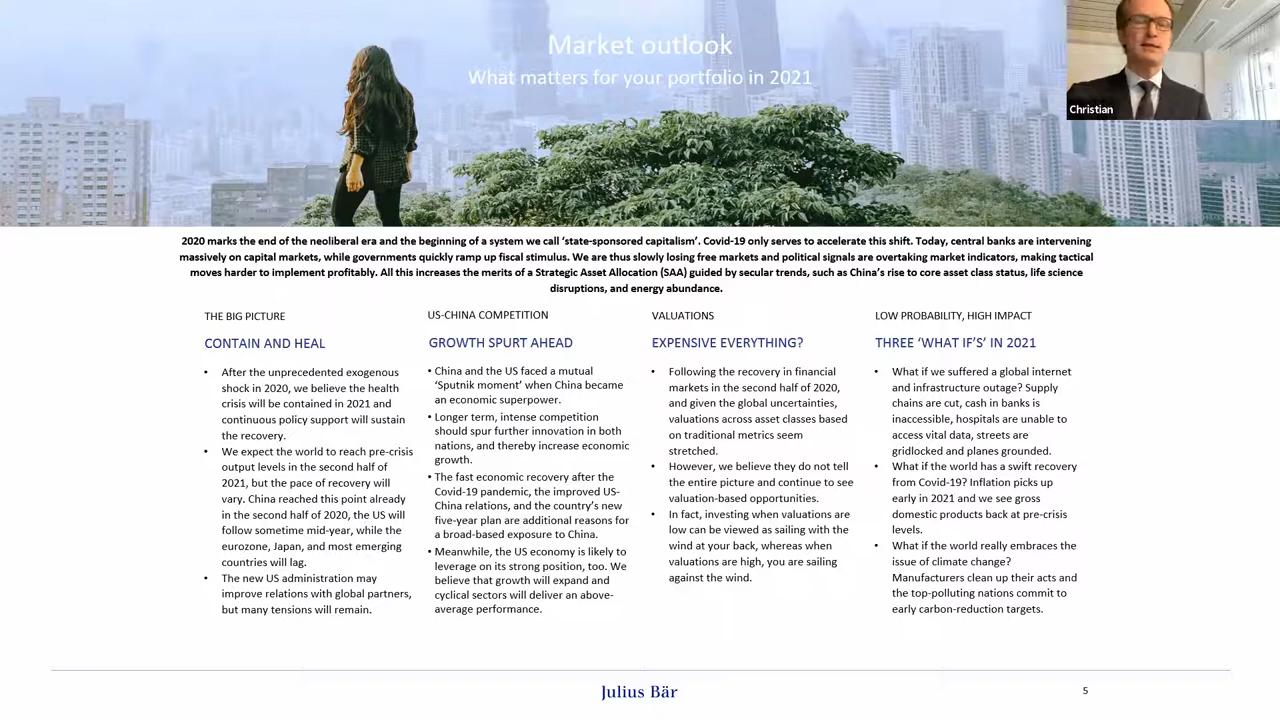 Market outlook
What matters for your portfolio in 2021
Christian
2020 marks the end of the neoliberal era and the beginning of a system we call ‘state-sponsored capitalism’. Covid-19 only serves to accelerate this shift. Today, central banks are intervening
massively on capital markets, while governments quickly ramp up fiscal stimulus. We are thus slowly losing free markets and political signals are overtaking market indicators, making tactical
moves harder to implement profitably. All this increases the merits of a Strategic Asset Allocation (SAA) guided by secular trends, such as China’s rise to core asset class status, life science
disruptions, and energy abundance.
THE BIG PICTURE
CONTAIN AND HEAL
• After the unprecedented exogenous
shock in 2020, we believe the health
crisis will be contained in 2021 and
continuous policy support will sustain
the recovery.
• We expect the world to reach pre-crisis
output levels in the second half of
2021, but the pace of recovery will
vary. China reached this point already
in the second half of 2020, the US will
follow sometime mid-year, while the
eurozone, Japan, and most emerging
countries will lag.
• The new US administration may
improve relations with global partners,
but many tensions will remain.
US-CHINA COMPETITION
GROWTH SPURT AHEAD
• China and the US faced a mutual
‘Sputnik moment’ when China became
an economic superpower.
• Longer term, intense competition
should spur further innovation in both
nations, and thereby increase economic
growth.
• The fast economic recovery after the
Covid-19 pandemic, the improved US-
China relations, and the country’s new
five-year plan are additional reasons for
a broad-based exposure to China.
• Meanwhile, the US economy is likely to
leverage on its strong position, too. We
believe that growth will expand and
cyclical sectors will deliver an above-
average performance.
VALUATIONS
EXPENSIVE EVERYTHING?
• Following the recovery in financial
markets in the second half of 2020,
and given the global uncertainties,
valuations across asset classes based
on traditional metrics seem
stretched.
• However, we believe they do not tell
the entire picture and continue to see
valuation-based opportunities.
• In fact, investing when valuations are
low can be viewed as sailing with the
wind at your back, whereas when
valuations are high, you are sailing
against the wind.
LOW PROBABILITY, HIGH IMPACT
THREE ‘WHAT IF’S’ IN 2021
• What if we suffered a global internet
and infrastructure outage? Supply
chains are cut, cash in banks is
inaccessible, hospitals are unable to
access vital data, streets are
gridlocked and planes grounded.
• What if the world has a swift recovery
from Covid-19? Inflation picks up
early in 2021 and we see gross
domestic products back at pre-crisis
levels.
• What if the world really embraces the
issue of climate change?
Manufacturers clean up their acts and
the top-polluting nations commit to
early carbon-reduction targets.
Julius Bär
5